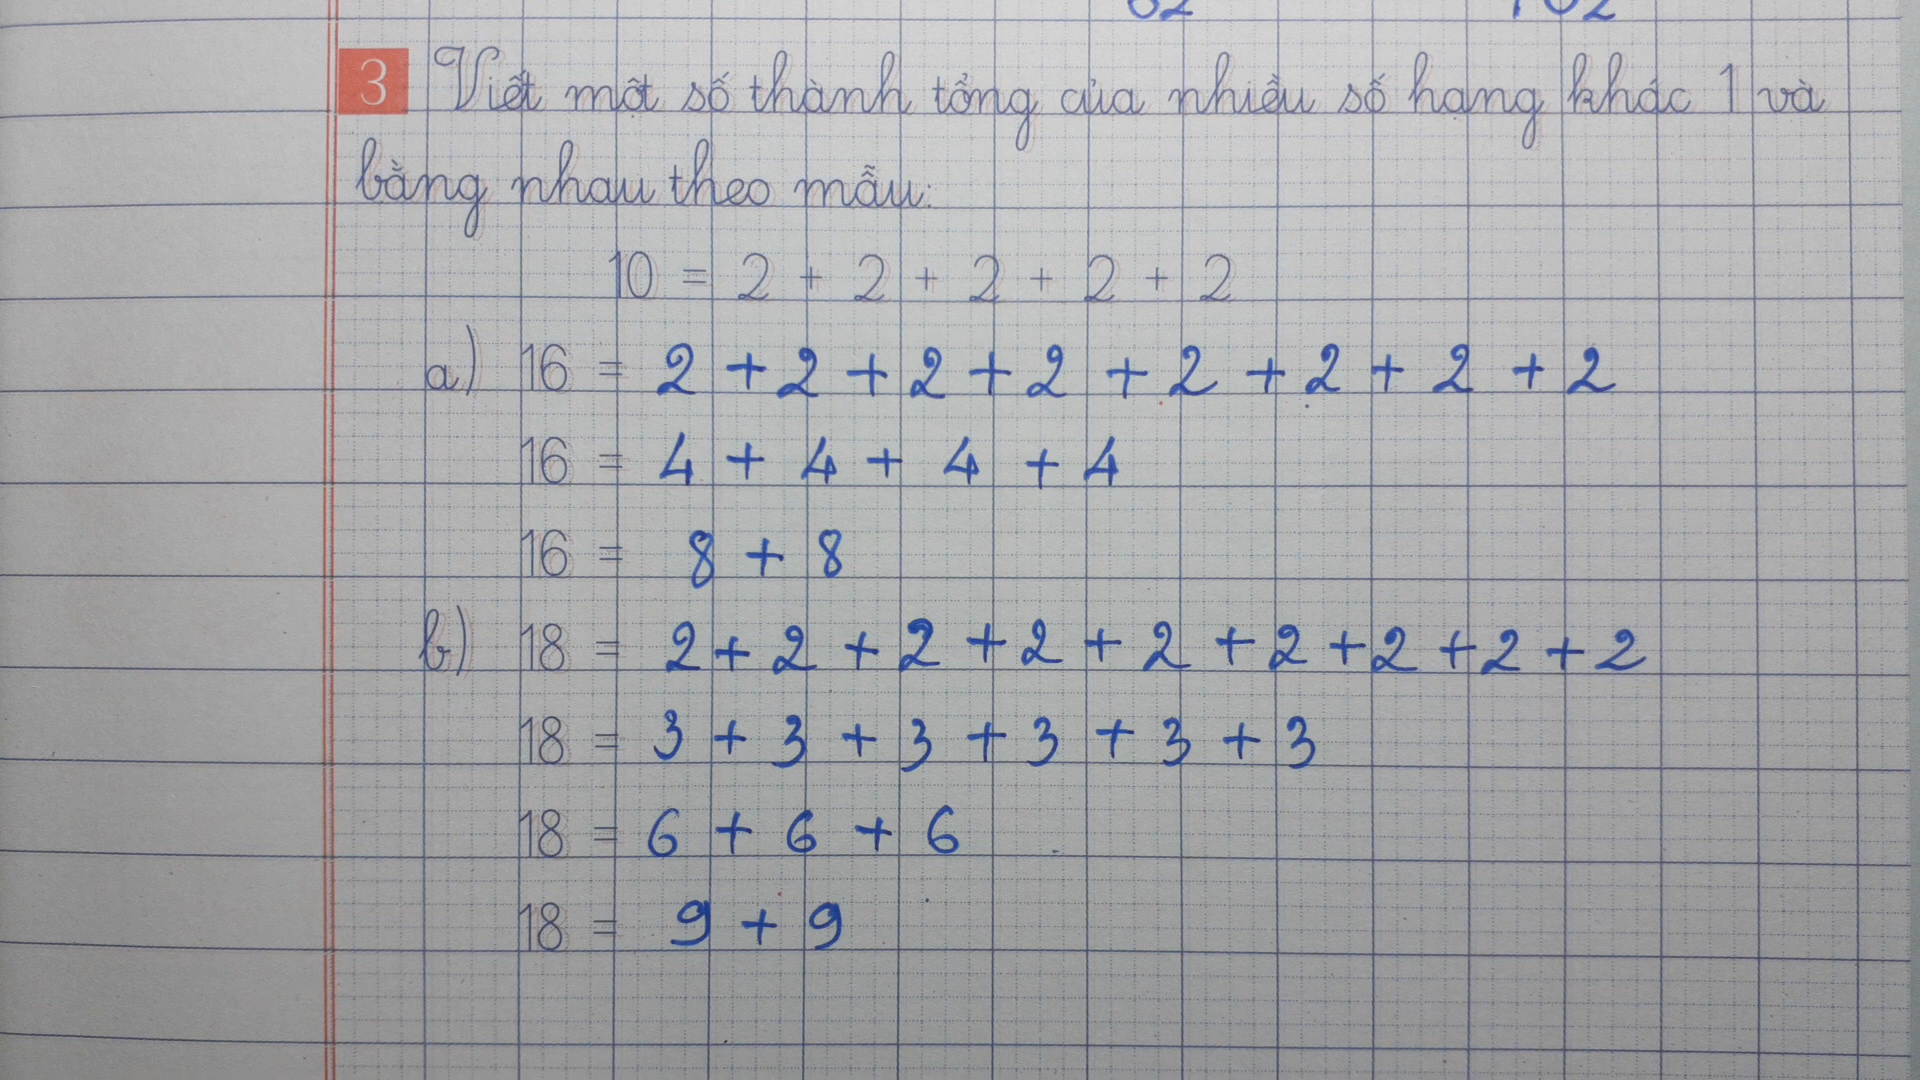 62 102
3 Viết một số thành tổng của nhiều số hạng khác 1 và
bằng nhau theo mẫu:
10 = 2 + 2 + 2 + 2 + 2
a) 16 = 2 + 2 + 2 + 2 + 2 + 2 + 2 + 2
16 = 4 + 4 + 4 + 4
16 = 8 + 8
b) 18 = 2 + 2 + 2 + 2 + 2 + 2 + 2 + 2 + 2
18 = 3 + 3 + 3 + 3 + 3 + 3
18 = 6 + 6 + 6
18 = 9 + 9